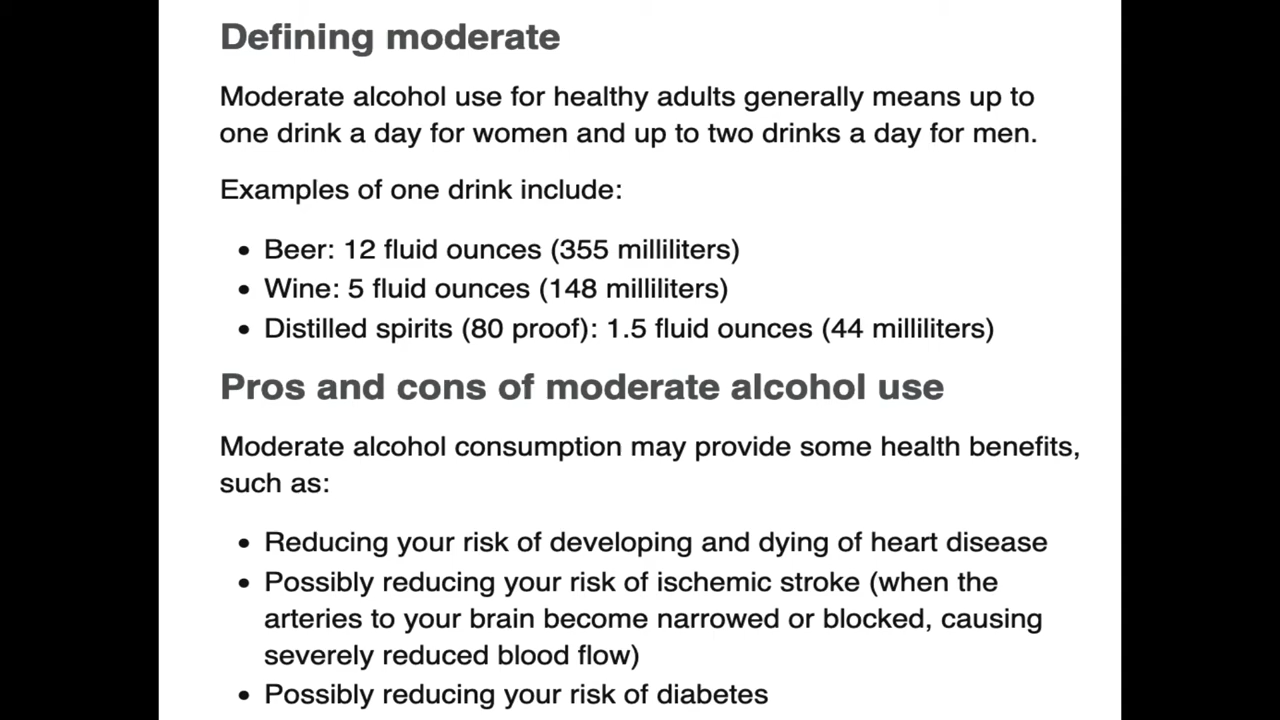 Defining moderate
Moderate alcohol use for healthy adults generally means up to
one drink a day for women and up to two drinks a day for men.
Examples of one drink include:
• Beer: 12 fluid ounces (355 milliliters)
• Wine: 5 fluid ounces (148 milliliters)
• Distilled spirits (80 proof): 1.5 fluid ounces (44 milliliters)
Pros and cons of moderate alcohol use
Moderate alcohol consumption may provide some health benefits,
such as:
• Reducing your risk of developing and dying of heart disease
• Possibly reducing your risk of ischemic stroke (when the
arteries to your brain become narrowed or blocked, causing
severely reduced blood flow)
• Possibly reducing your risk of diabetes